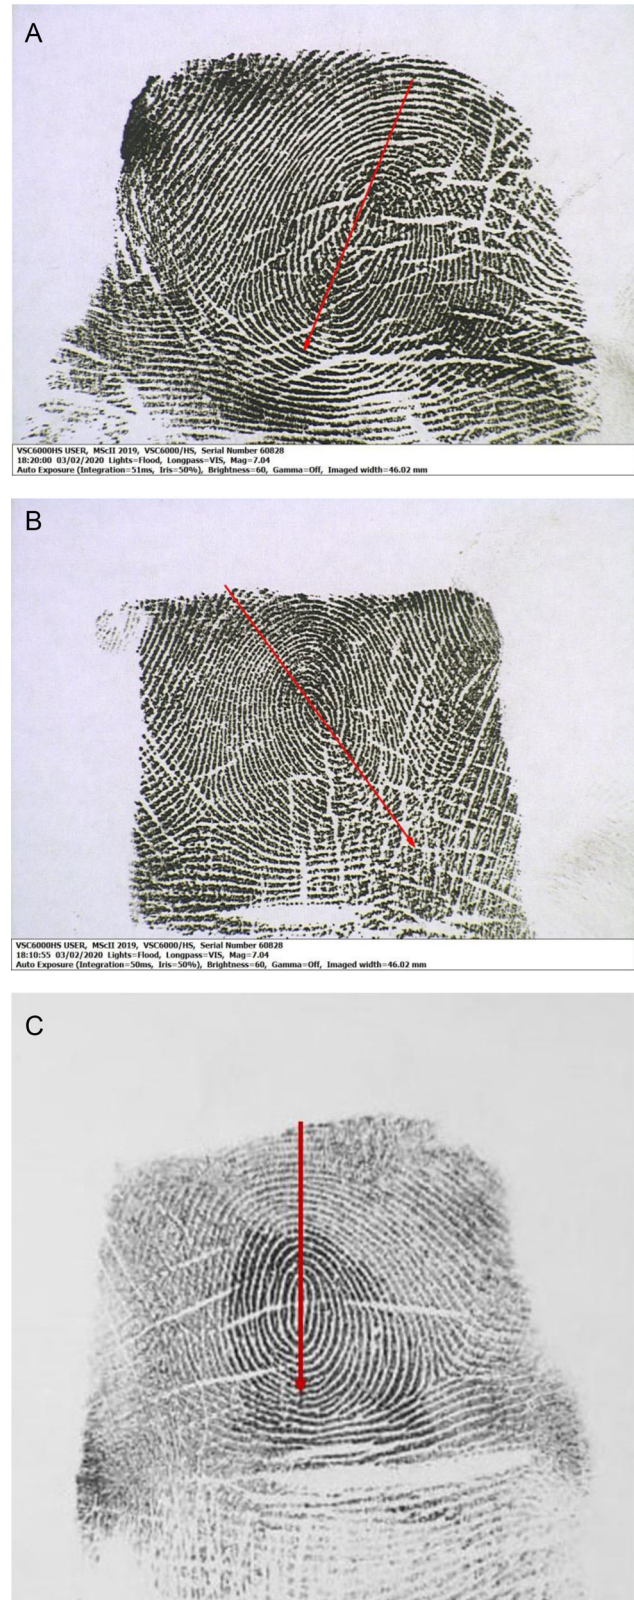 A
VSC6000HS USER, MScII 2019, VSC6000/HS, Serial Number 60828
18:20:00 03/02/2020 Lights=Flood, Longpass=VIS, Mag=7.04
Auto Exposure (Integration=51ms, Iris=50%), Brightness=60, Gamma=Off, Imaged width=46.02 mm
B
VSC6000HS USER, MScII 2019, VSC6000/HS, Serial Number 60828
18:10:55 03/02/2020 Lights=Flood, Longpass=VIS, Mag=7.04
Auto Exposure (Integration=50ms, Iris=50%), Brightness=60, Gamma=Off, Imaged width=46.02 mm
C